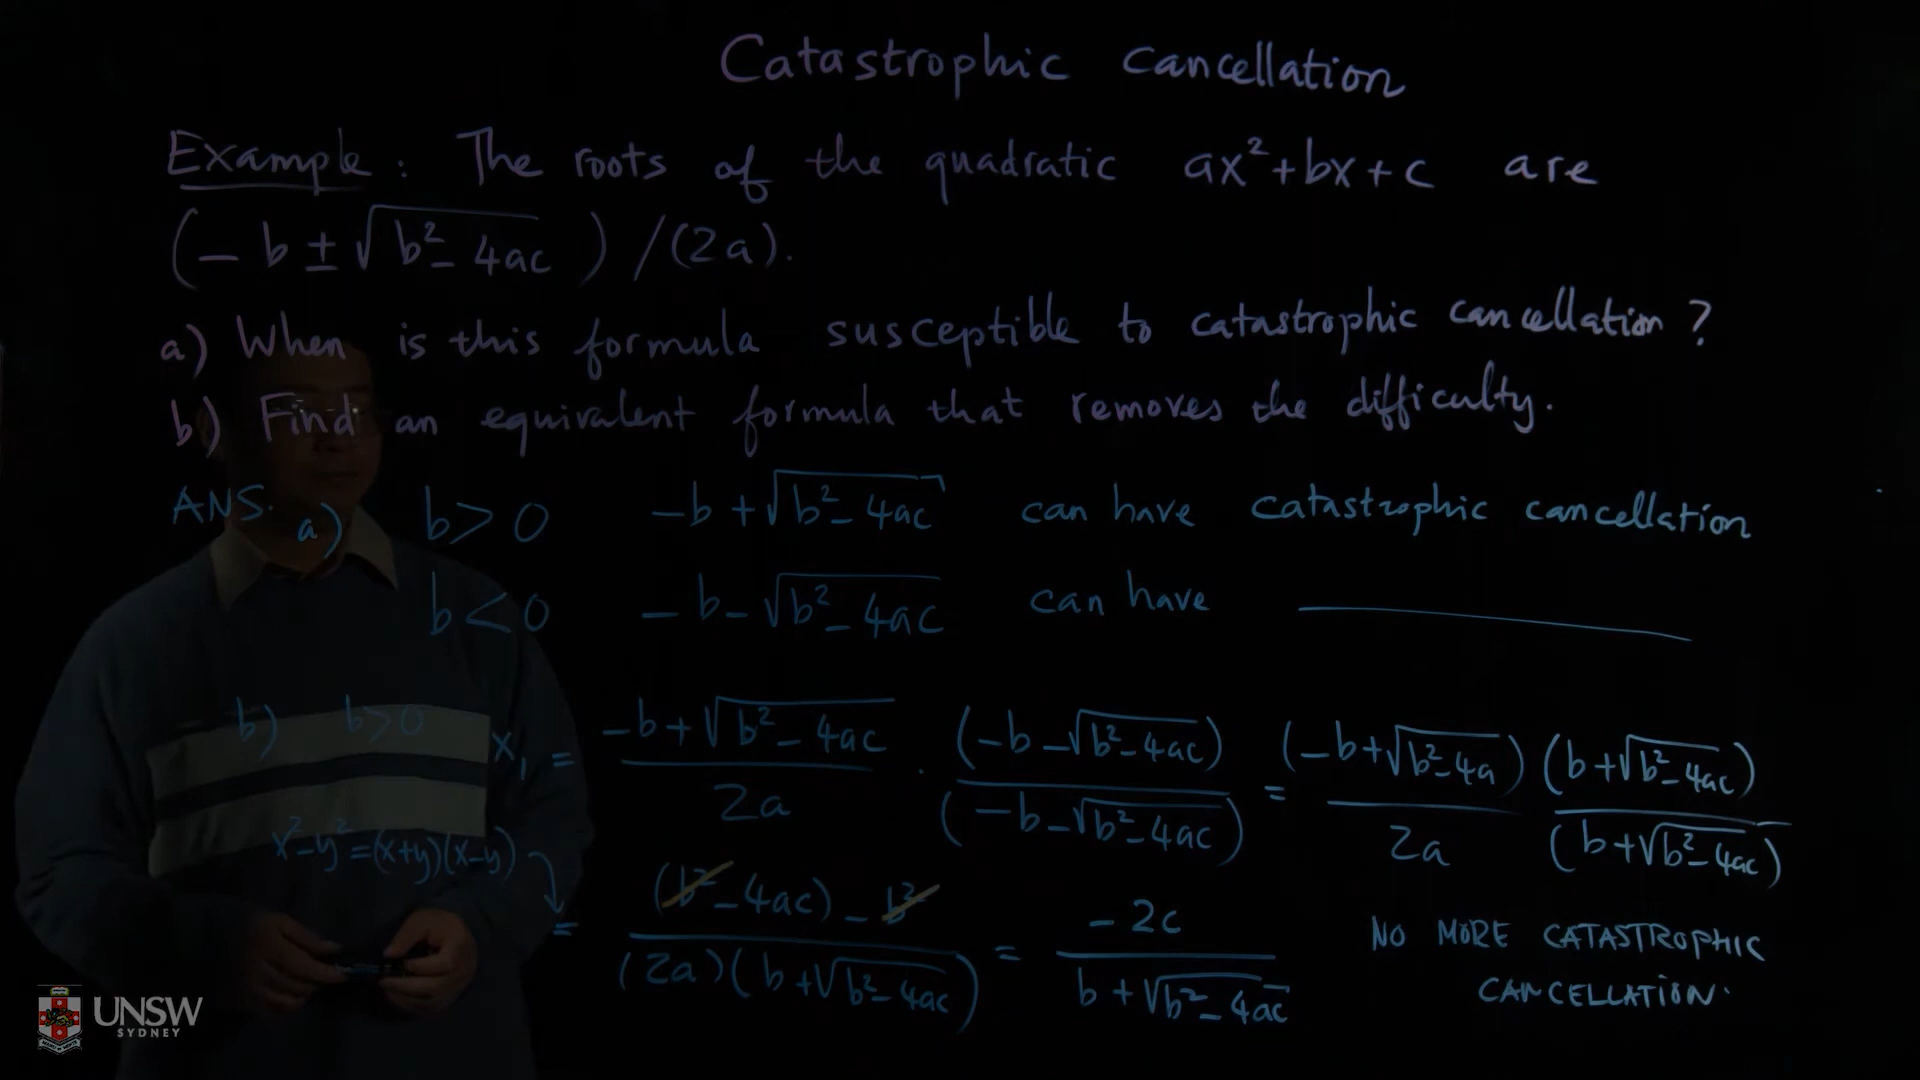 Catastrophic Cancellation
Example: The roots of the quadratic ax²+bx+c are
(-b±√(b²-4ac))/(2a).
a) When is this formula susceptible to catastrophic cancellation?
b) Find an equivalent formula that removes the difficulty.
ANS. a) b>0 -b+√(b²-4ac) can have catastrophic cancellation
b<0 -b-√(b²-4ac) can have ————
b) b>0 x₁ = (-b+√(b²-4ac))/2a · (-b-√(b²-4ac))/(-b-√(b²-4ac)) = (-b+√(b²-4a))/2a (b+√(b²-4ac))/(b+√(b²-4ac))
x²-y²=(x+y)(x-y)
= ((b²-4ac)-b²)/((2a)(b+√(b²-4ac))) = -2c/(b+√(b²-4ac))
NO MORE CATASTROPHIC
CANCELLATION.
UNSW
SYDNEY